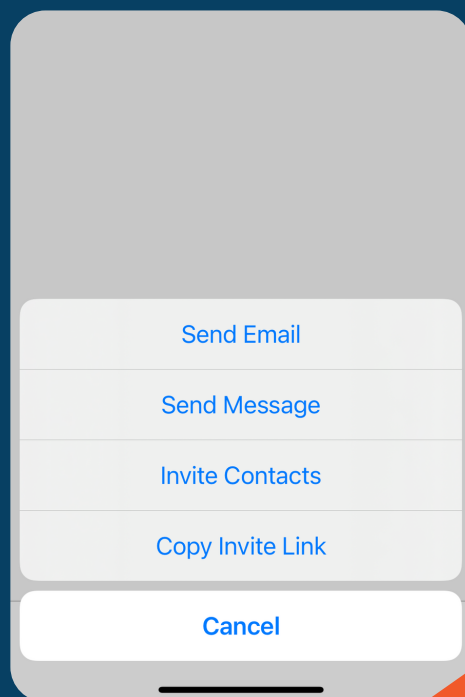 Send Email
Send Message
Invite Contacts
Copy Invite Link
Cancel